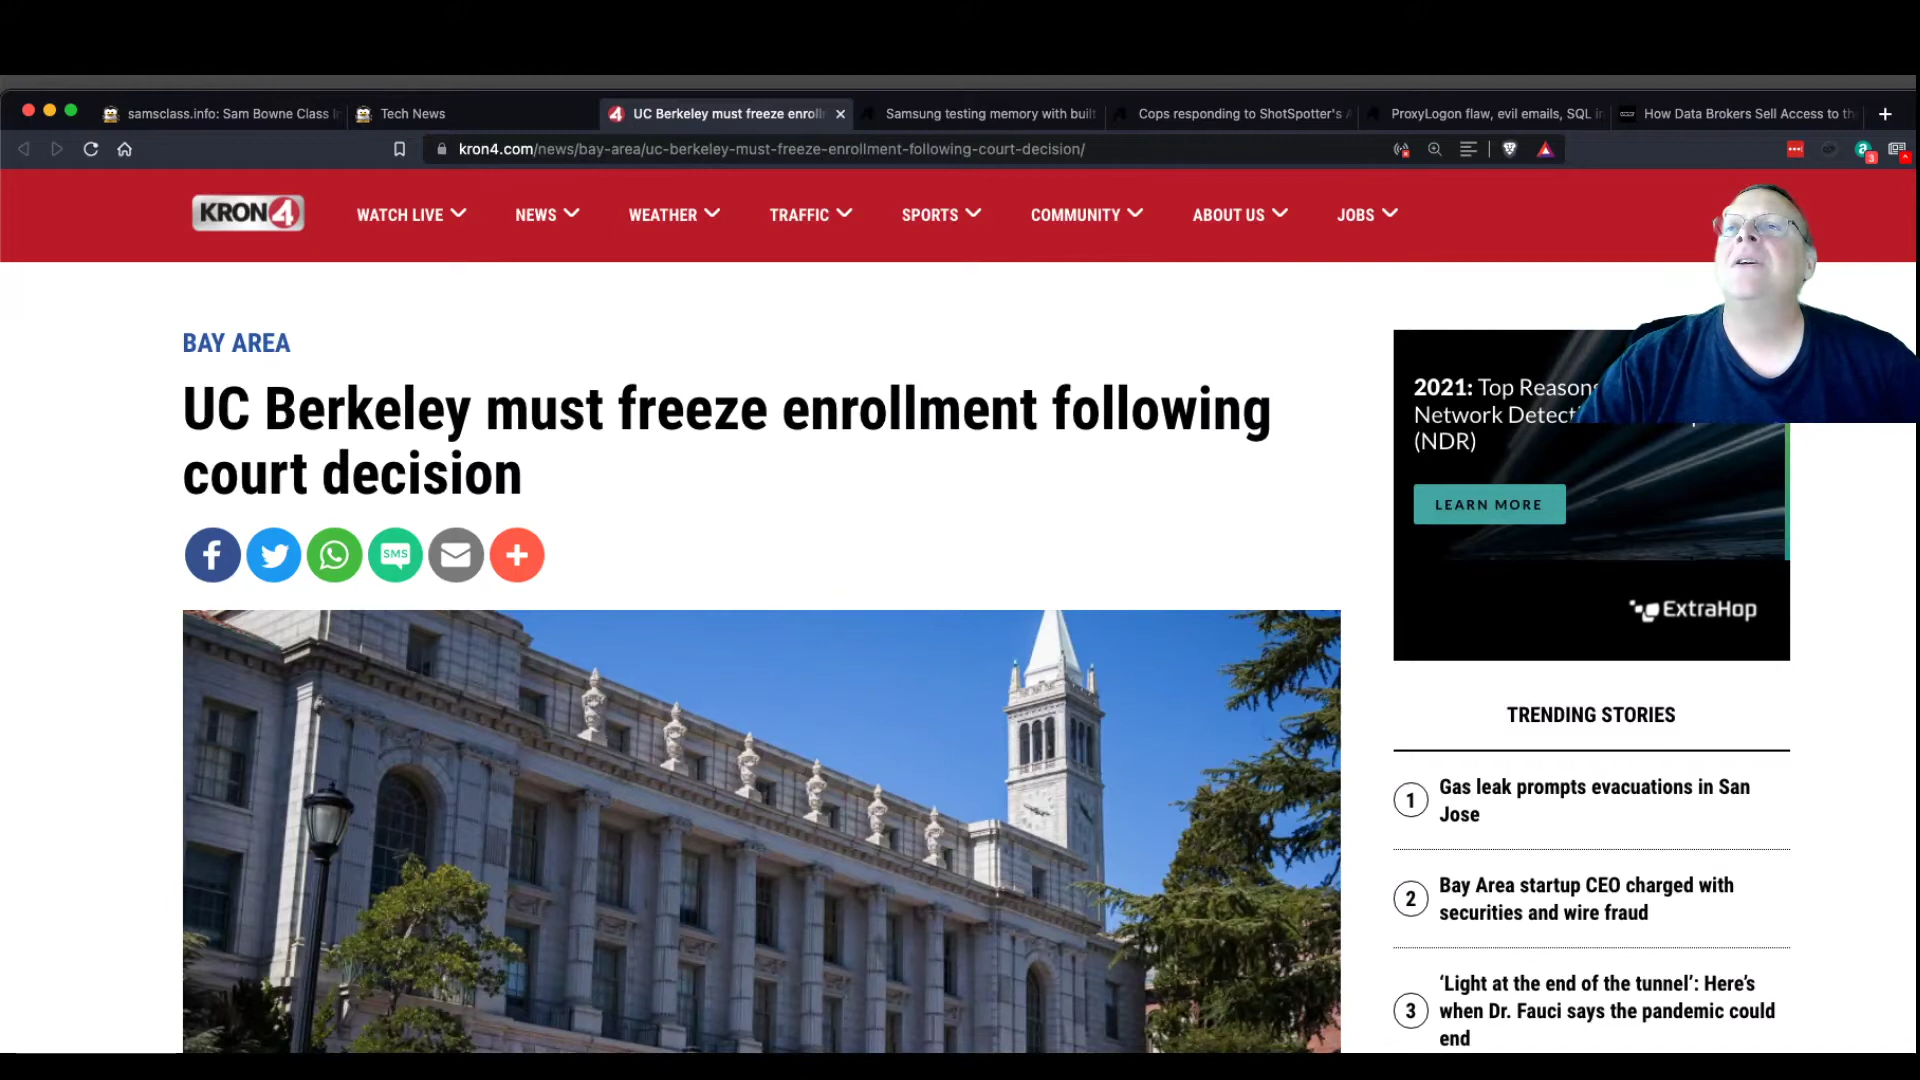 samsclass.info: Sam Bowne Class I
Tech News
UC Berkeley must freeze enroll
Samsung testing memory with buil
Cops responding to ShotSpotter's
ProxyLogon flaw, evil emails, SQL i
How Data Brokers Sell Access to th
kron4.com/news/bay-area/uc-berkeley-must-freeze-enrollment-following-court-decision/
3
KRON4
WATCH LIVE
NEWS
WEATHER
TRAFFIC
SPORTS
COMMUNITY
ABOUT US
JOBS
BAY AREA
UC Berkeley must freeze enrollment following
court decision
SMS
2021: Top Reasons
Network Detect
(NDR)
LEARN MORE
ExtraHop
TRENDING STORIES
1 Gas leak prompts evacuations in San
Jose
2 Bay Area startup CEO charged with
securities and wire fraud
3 ‘Light at the end of the tunnel’: Here’s
when Dr. Fauci says the pandemic could
end